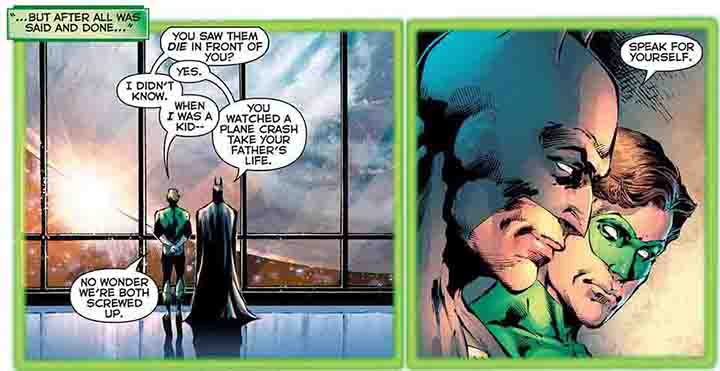 "...BUT AFTER ALL WAS
SAID AND DONE..."
YOU SAW THEM
DIE IN FRONT OF
YOU?
YES.
I DIDN'T
KNOW.
WHEN
I WAS A
KID--
YOU
WATCHED A
PLANE CRASH
TAKE YOUR
FATHER'S
LIFE.
NO WONDER
WE'RE BOTH
SCREWED
UP.
SPEAK FOR
YOURSELF.